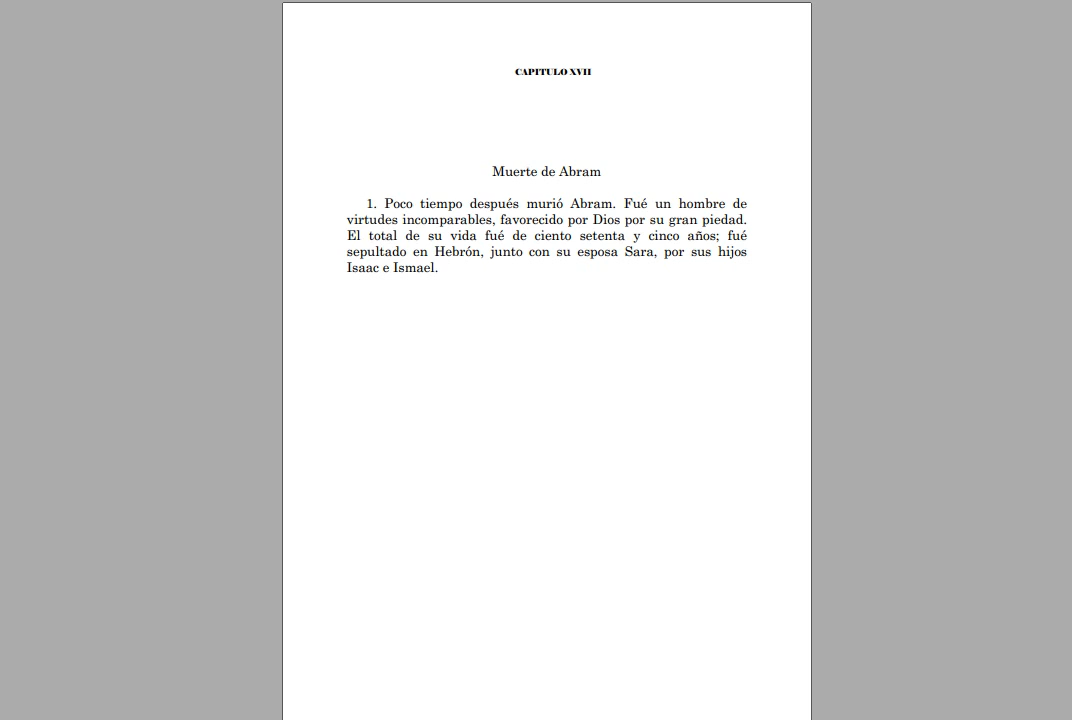 CAPITULO XVII
Muerte de Abram
1. Poco tiempo después murió Abram. Fué un hombre de
virtudes incomparables, favorecido por Dios por su gran piedad.
El total de su vida fué de ciento setenta y cinco años; fué
sepultado en Hebrón, junto con su esposa Sara, por sus hijos
Isaac e Ismael.